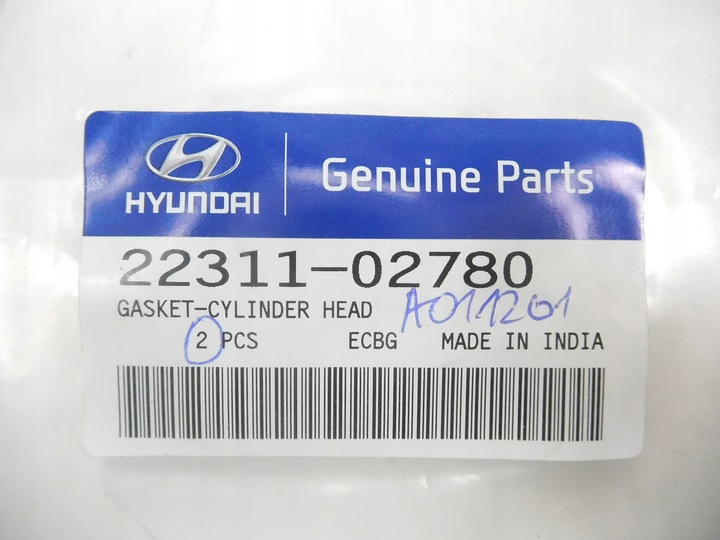 HYUNDAI
Genuine Parts
22311-02780
GASKET-CYLINDER HEAD
A011201
2 PCS ECBG MADE IN INDIA